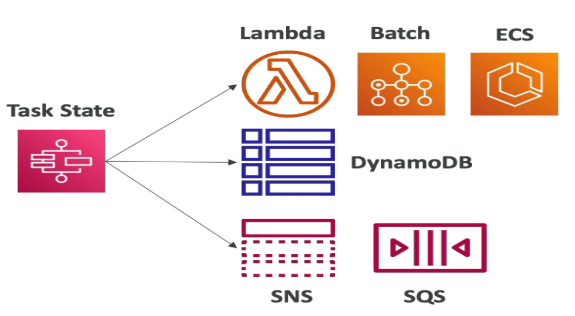 Lambda
Batch
ECS
Task State
DynamoDB
SNS
SQS